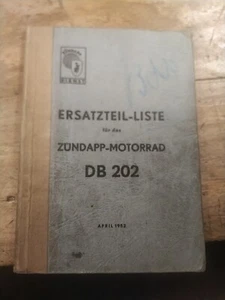 ERSATZTEIL-LISTE
für das
ZÜNDAPP-MOTORRAD
DB 202
APRIL 1952